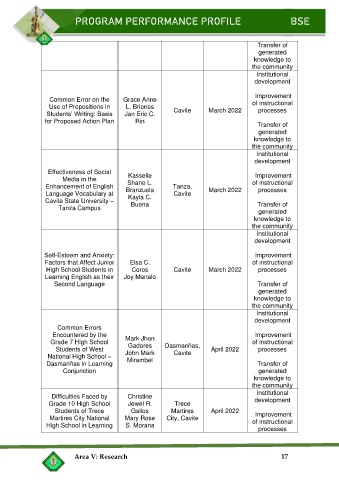 PROGRAM PERFORMANCE PROFILE BSE
Transfer of
generated
knowledge to
the community
Common Error on the
Use of Prepositions in
Students' Writing: Basis
for Proposed Action Plan
Grace Anne
L. Briones
Jan Eric C.
Rin
Cavite
March 2022
Institutional
development
Improvement
of instructional
processes
Transfer of
generated
knowledge to
the community
Effectiveness of Social
Media in the
Enhancement of English
Language Vocabulary at
Cavite State University –
Tanza Campus
Kasselle
Shane L.
Branzuela
Kayla C.
Buena
Tanza,
Cavite
March 2022
Institutional
development
Improvement
of instructional
processes
Transfer of
generated
knowledge to
the community
Self-Esteem and Anxiety:
Factors that Affect Junior
High School Students in
Learning English as their
Second Language
Elsa C.
Coros
Joy Manalo
Cavite
March 2022
Institutional
development
Improvement
of instructional
processes
Transfer of
generated
knowledge to
the community
Common Errors
Encountered by the
Grade 7 High School
Students of West
National High School –
Dasmariñas in Learning
Conjunction
Mark Jhon
Gadores
John Mark
Mirambel
Dasmariñas,
Cavite
April 2022
Institutional
development
Improvement
of instructional
processes
Transfer of
generated
knowledge to
the community
Difficulties Faced by
Grade 10 High School
Students of Trece
Martires City National
High School in Learning
Christine
Jewel R.
Gallos
Mary Rose
S. Morana
Trece
Martires
City, Cavite
April 2022
Institutional
development
Improvement
of instructional
processes
Area V: Research 17